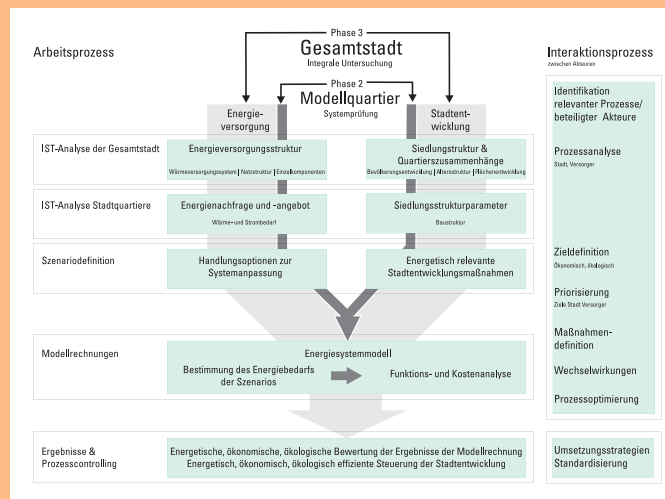 Arbeitsprozess
Phase 3
Gesamtstadt
Integrale Untersuchung
Phase 2
Modellquartier
Systemprüfung
Energie-
versorgung
Stadtent-
wicklung
IST-Analyse der Gesamtstadt
Energieversorgungsstruktur
Wärmeversorgungssystem | Netzstruktur | Einzelkomponenten
Siedlungstruktur &
Quartierszusammenhänge
Bevölkerungsentwicklung | Altersstruktur | Flächenentwicklung
IST-Analyse Stadtquartiere
Energienachfrage und -angebot
Wärme- und Strombedarf
Siedlungsstrukturparameter
Baustruktur
Szenariodefinition
Handlungsoptionen zur
Systemanpassung
Energetisch relevante
Stadtentwicklungsmaßnahmen
Modellrechnungen
Energiesystemmodell
Bestimmung des Energiebedarfs
der Szenarios
Funktions- und Kostenanalyse
Ergebnisse &
Prozesscontrolling
Energetische, ökonomische, ökologische Bewertung der Ergebnisse der Modellrechnung
Energetisch, ökonomisch, ökologisch effiziente Steuerung der Stadtentwicklung
Interaktionsprozess
zwischen Akteuren
Identifikation
relevanter Prozesse/
beteiligter Akteure
Prozessanalyse
Stadt, Versorger
Zieldefinition
Ökonomisch, ökologisch
Priorisierung
Ziele Stadt Versorger
Maßnahmen-
definition
Wechselwirkungen
Prozessoptimierung
Umsetzungsstrategien
Standardisierung